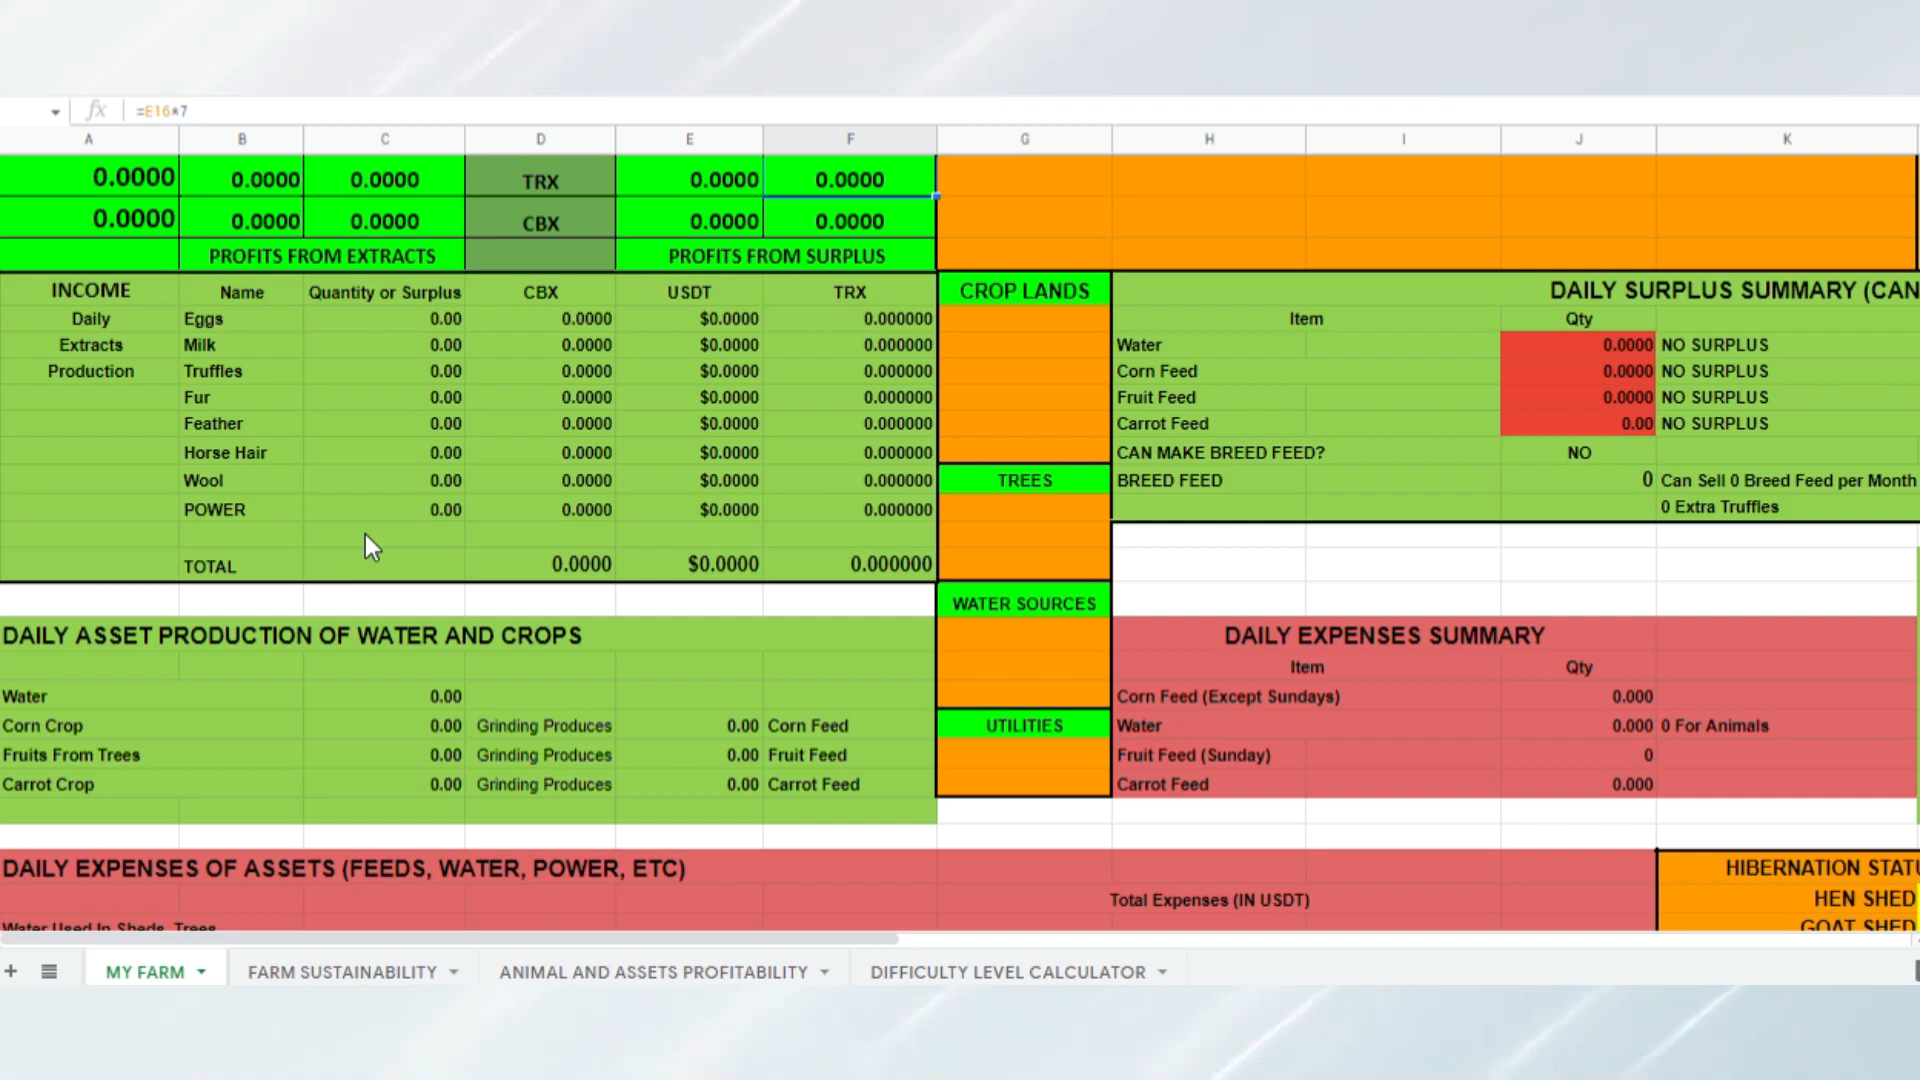 fx =E16*7
A B C D E F G H I J K
0.0000 0.0000 0.0000 TRX 0.0000 0.0000
0.0000 0.0000 0.0000 CBX 0.0000 0.0000
PROFITS FROM EXTRACTS PROFITS FROM SURPLUS
INCOME Name Quantity or Surplus CBX USDT TRX CROP LANDS DAILY SURPLUS SUMMARY (CAN
Daily Eggs 0.00 0.0000 $0.0000 0.000000 Item Qty
Extracts Milk 0.00 0.0000 $0.0000 0.000000 Water 0.0000 NO SURPLUS
Production Truffles 0.00 0.0000 $0.0000 0.000000 Corn Feed 0.0000 NO SURPLUS
Fur 0.00 0.0000 $0.0000 0.000000 Fruit Feed 0.0000 NO SURPLUS
Feather 0.00 0.0000 $0.0000 0.000000 Carrot Feed 0.00 NO SURPLUS
Horse Hair 0.00 0.0000 $0.0000 0.000000 CAN MAKE BREED FEED? NO
Wool 0.00 0.0000 $0.0000 0.000000 TREES BREED FEED 0 Can Sell 0 Breed Feed per Month
POWER 0.00 0.0000 $0.0000 0.000000 0 Extra Truffles
TOTAL 0.0000 $0.0000 0.000000
WATER SOURCES
DAILY ASSET PRODUCTION OF WATER AND CROPS DAILY EXPENSES SUMMARY
Item Qty
Water 0.00 Corn Feed (Except Sundays) 0.000
Corn Crop 0.00 Grinding Produces 0.00 Corn Feed UTILITIES Water 0.000 0 For Animals
Fruits From Trees 0.00 Grinding Produces 0.00 Fruit Feed Fruit Feed (Sunday) 0
Carrot Crop 0.00 Grinding Produces 0.00 Carrot Feed Carrot Feed 0.000
DAILY EXPENSES OF ASSETS (FEEDS, WATER, POWER, ETC) HIBERNATION STATU
Total Expenses (IN USDT) HEN SHED
Water Used In Sheds, Trees GOAT SHED
+ MY FARM FARM SUSTAINABILITY ANIMAL AND ASSETS PROFITABILITY DIFFICULTY LEVEL CALCULATOR